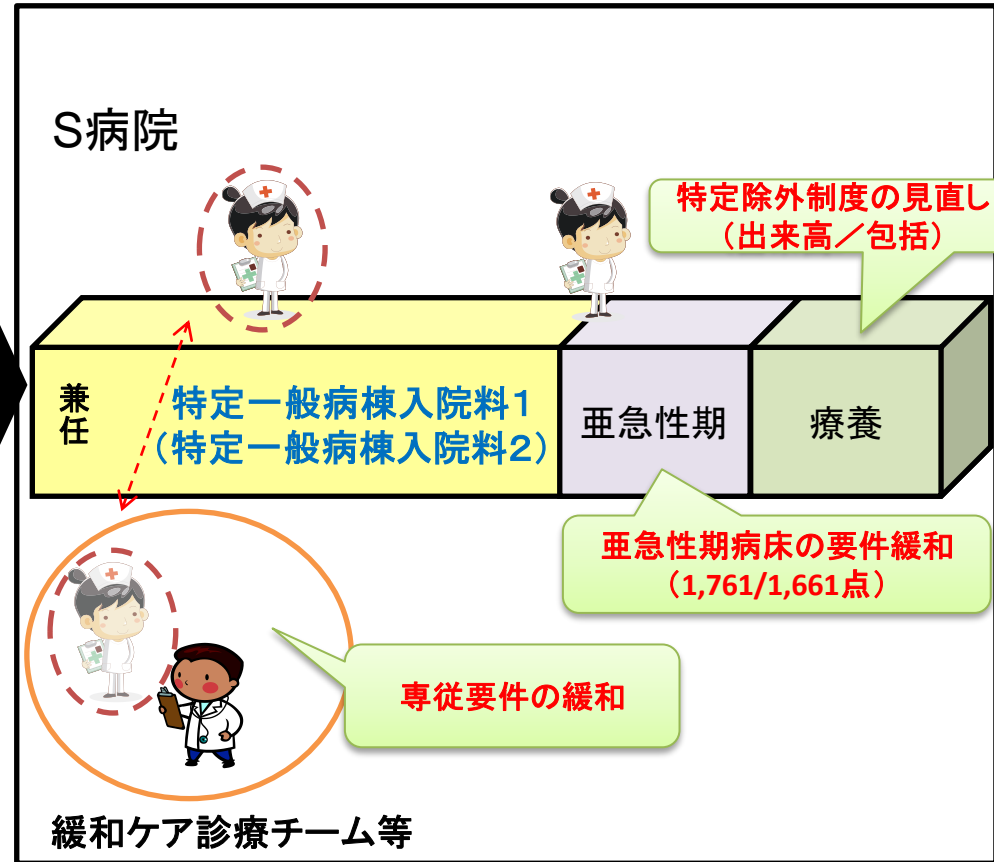 S病院
特定除外制度の見直し
(出来高／包括)
兼
任
特定一般病棟入院料1
(特定一般病棟入院料2)
亜急性期
療養
亜急性期病床の要件緩和
(1,761/1,661点)
専従要件の緩和
緩和ケア診療チーム等